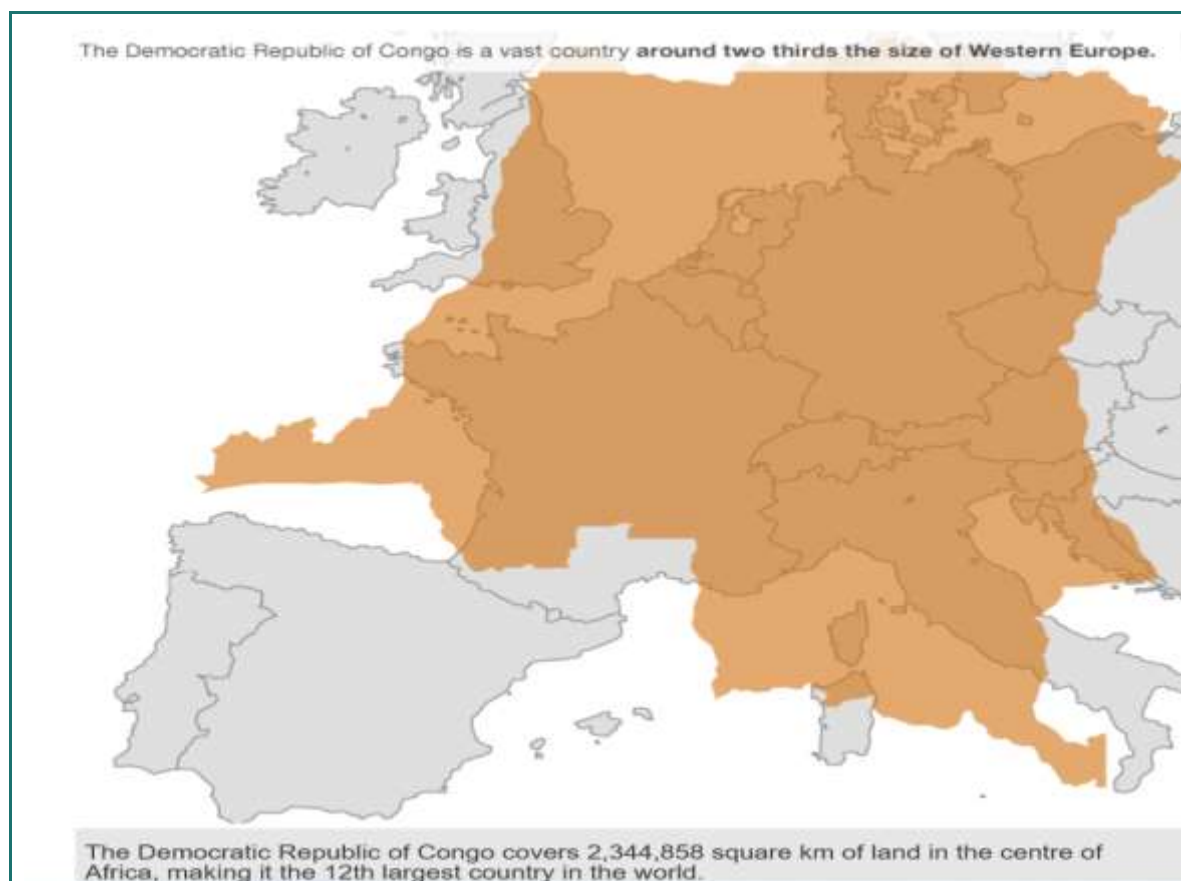 The Democratic Republic of Congo is a vast country around two thirds the size of Western Europe.
The Democratic Republic of Congo covers 2,344,858 square km of land in the centre of
Africa, making it the 12th largest country in the world.